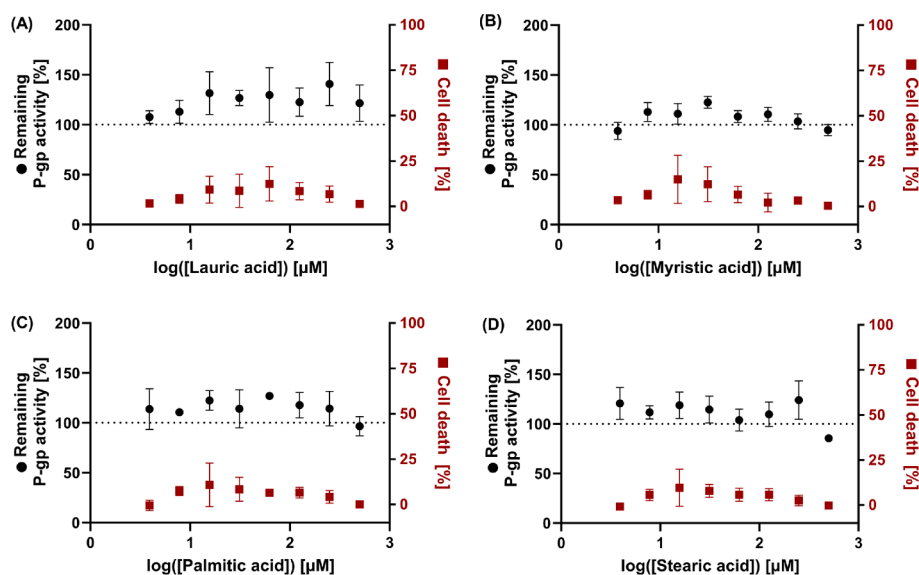 (A)
200
150
100
50
0
● Remaining
P-gp activity [%]
100
75
50
25
0
■ Cell death [%]
0
1
2
3
log([Lauric acid]) [µM]
(B)
200
150
100
50
0
● Remaining
P-gp activity [%]
100
75
50
25
0
■ Cell death [%]
0
1
2
3
log([Myristic acid]) [µM]
(C)
200
150
100
50
0
● Remaining
P-gp activity [%]
100
75
50
25
0
■ Cell death [%]
0
1
2
3
log([Palmitic acid]) [µM]
(D)
200
150
100
50
0
● Remaining
P-gp activity [%]
100
75
50
25
0
■ Cell death [%]
0
1
2
3
log([Stearic acid]) [µM]